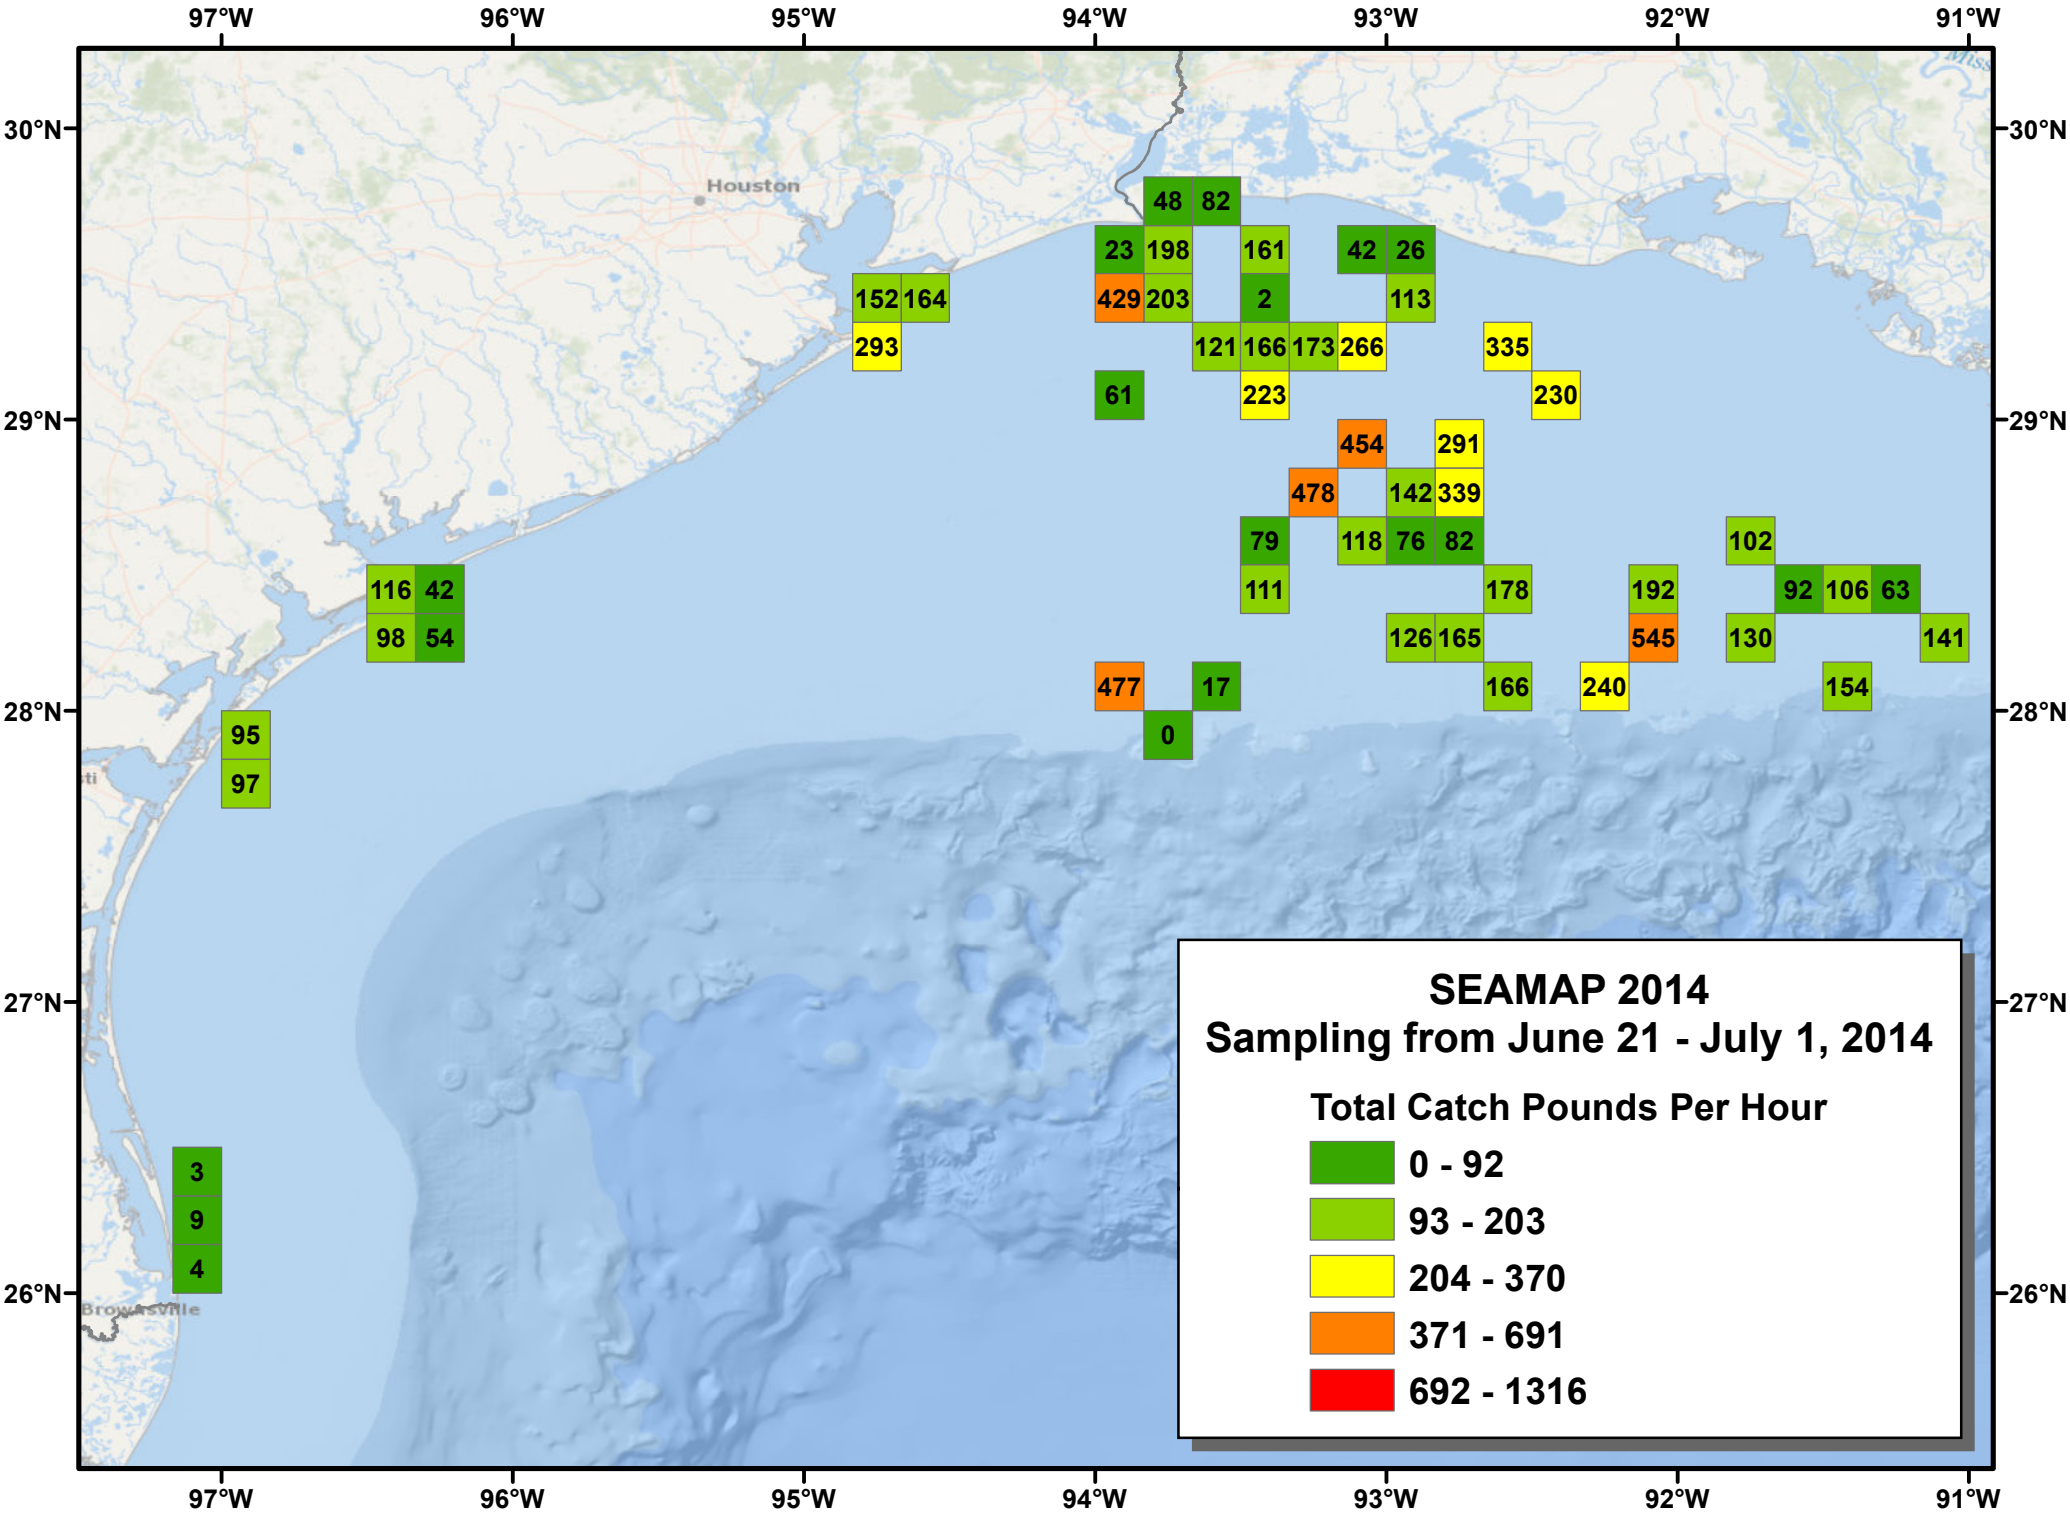 97°W 96°W 95°W 94°W 93°W 92°W 91°W
Miss
30°N 30°N
Houston
48 82
23 198 161 42 26
152 164 429 203 2 113
293 121 166 173 266 335
61 223 230
29°N 29°N
454 291
478 142 339
79 118 76 82 102
116 42 111 178 192 92 106 63
98 54 126 165 545 130 141
477 17 166 240 154
28°N 28°N
95 0
ti 97
27°N 27°N
SEAMAP 2014
Sampling from June 21 - July 1, 2014
Total Catch Pounds Per Hour
0 - 92
93 - 203
204 - 370
371 - 691
692 - 1316
3
9
4
26°N 26°N
Brownsville
97°W 96°W 95°W 94°W 93°W 92°W 91°W